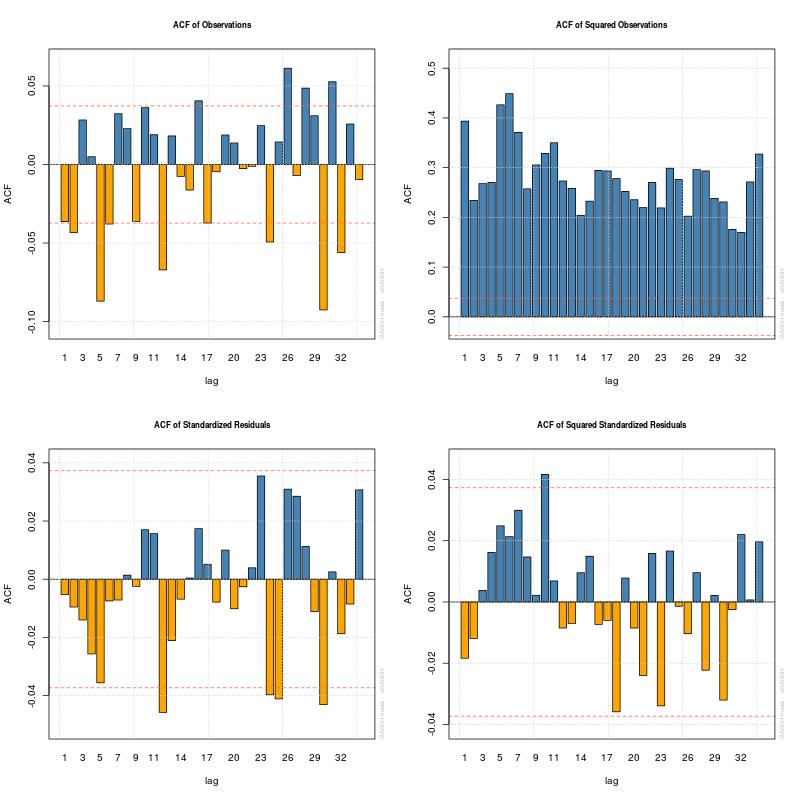 ACF of Observations
ACF
0.05
0.00
-0.05
-0.10
1 3 5 7 9 11 14 17 20 23 26 29 32
lag
GARCH model : eGARCH
ACF of Squared Observations
ACF
0.5
0.4
0.3
0.2
0.1
0.0
1 3 5 7 9 11 14 17 20 23 26 29 32
lag
GARCH model : eGARCH
ACF of Standardized Residuals
ACF
0.04
0.02
0.00
-0.02
-0.04
1 3 5 7 9 11 14 17 20 23 26 29 32
lag
GARCH model : eGARCH
ACF of Squared Standardized Residuals
ACF
0.04
0.02
0.00
-0.02
-0.04
1 3 5 7 9 11 14 17 20 23 26 29 32
lag
GARCH model : eGARCH